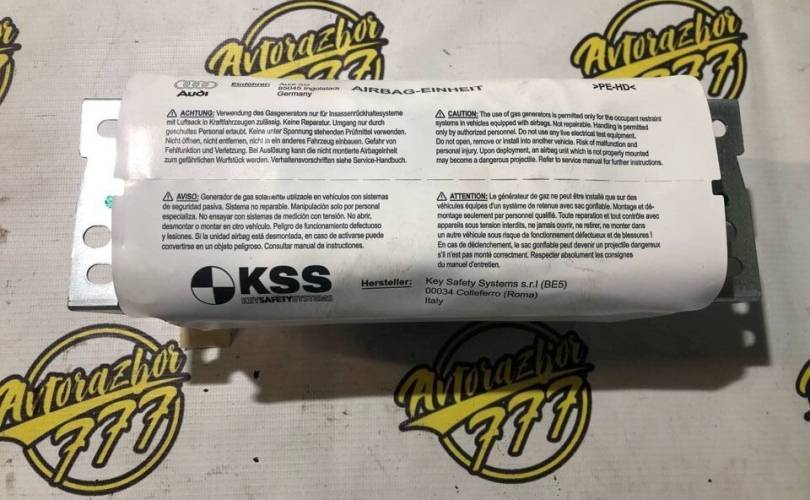 Avtorazbor
777
Avtorazbor
777
Audi
Einführer:
85045 Ingolstadt
Germany
AIRBAG-EINHEIT
>PE-HD<
ACHTUNG: Verwendung des Gasgenerators nur für Insassenrückhaltesysteme
mit Luftsack in Kraftfahrzeugen zulässig. Keine Reparatur. Umgang nur durch
geschultes Personal erlaubt. Keine unter Spannung stehenden Prüfmittel verwenden.
Nicht öffnen, nicht entfernen, nicht in ein anderes Fahrzeug einbauen. Gefahr von
Fehlfunktion und Verletzung. Bei Auslösung kann die nicht montierte Airbageinheit
zum gefährlichen Wurfstück werden. Verhaltensvorschriften siehe Service-Handbuch.
CAUTION: The use of gas generators is permitted only for the occupant restraint
systems in vehicles equipped with airbags. Not repairable. Handling is permitted
only by authorized personnel. Do not use any live electrical test equipment.
Do not open, remove or install into another vehicle. Risk of malfunction and
personal injury. Upon deployment, an airbag unit which is not properly mounted
may become a dangerous projectile. Refer to service manual for further instructions.
AVISO: Generador de gas solamente utilizable en vehículos con sistemas
de seguridad pasiva. Sistema no reparable. Manipulación solo por personal
especializa. No ensayar con sistemas de medición con tensión. No abrir,
desmontar o montar en otro vehículo. Peligro de funcionamiento defectuoso
y lesiones. Si la unidad airbag está desmontada, en caso de activarse puede
convertirse en un objeto peligroso. Consultar manual de instrucciones.
ATTENTION: Le générateur de gaz ne peut être installé que sur des
véhicules équipes d'un système de retenue avec sac gonflable. Montage et dé-
montage seulement par personnel qualifié. Toute reparation et tout contrôle avec
apareils sous tension interdits, ne jamais ouvrir, ne retirer, ne monter dans
un autre véhicule sous risque de fonctionnement défectueux et de blessures !
En cas de déclenchement, le sac gonflable peut devenir un projectile dangereux
s'il n'est pas monté correctement. Respecter absolument les consignes
du manuel d'entretien.
KSS
KEY SAFETY SYSTEMS
Hersteller:
Key Safety Systems s.r.l (BE5)
00034 Colleferro (Roma)
Italy
Avtorazbor
777
Avtorazbor
777